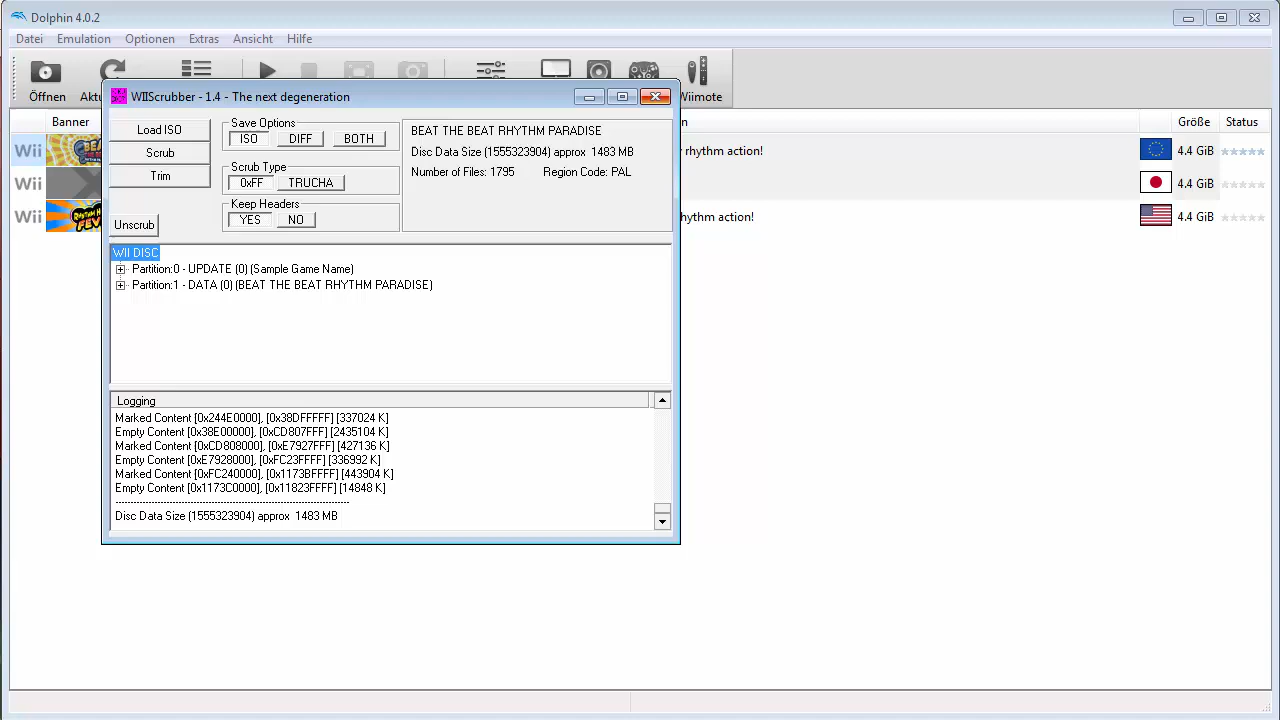 Dolphin 4.0.2
Datei Emulation Optionen Extras Ansicht Hilfe
Öffnen
Wiimote
Banner
Größe Status
Wii
rhythm action! 4.4 GiB
Wii
4.4 GiB
Wii
rhythm action! 4.4 GiB
WIIScrubber - 1.4 - The next degeneration
Load ISO
Scrub
Trim
Unscrub
Save Options
ISO DIFF BOTH
Scrub Type
0xFF TRUCHA
Keep Headers
YES NO
BEAT THE BEAT RHYTHM PARADISE
Disc Data Size (1555323904) approx 1483 MB
Number of Files: 1795 Region Code: PAL
WII DISC
Partition:0 - UPDATE (0) (Sample Game Name)
Partition:1 - DATA (0) (BEAT THE BEAT RHYTHM PARADISE)
Logging
Marked Content [0x244E0000], [0x38DFFFFF] [337024 K]
Empty Content [0x38E00000], [0xCD807FFF] [2435104 K]
Marked Content [0xCD808000], [0xE7927FFF] [427136 K]
Empty Content [0xE7928000], [0xFC23FFFF] [336992 K]
Marked Content [0xFC240000], [0x1173BFFFF] [443904 K]
Empty Content [0x1173C0000], [0x11823FFFF] [14848 K]
Disc Data Size (1555323904) approx 1483 MB